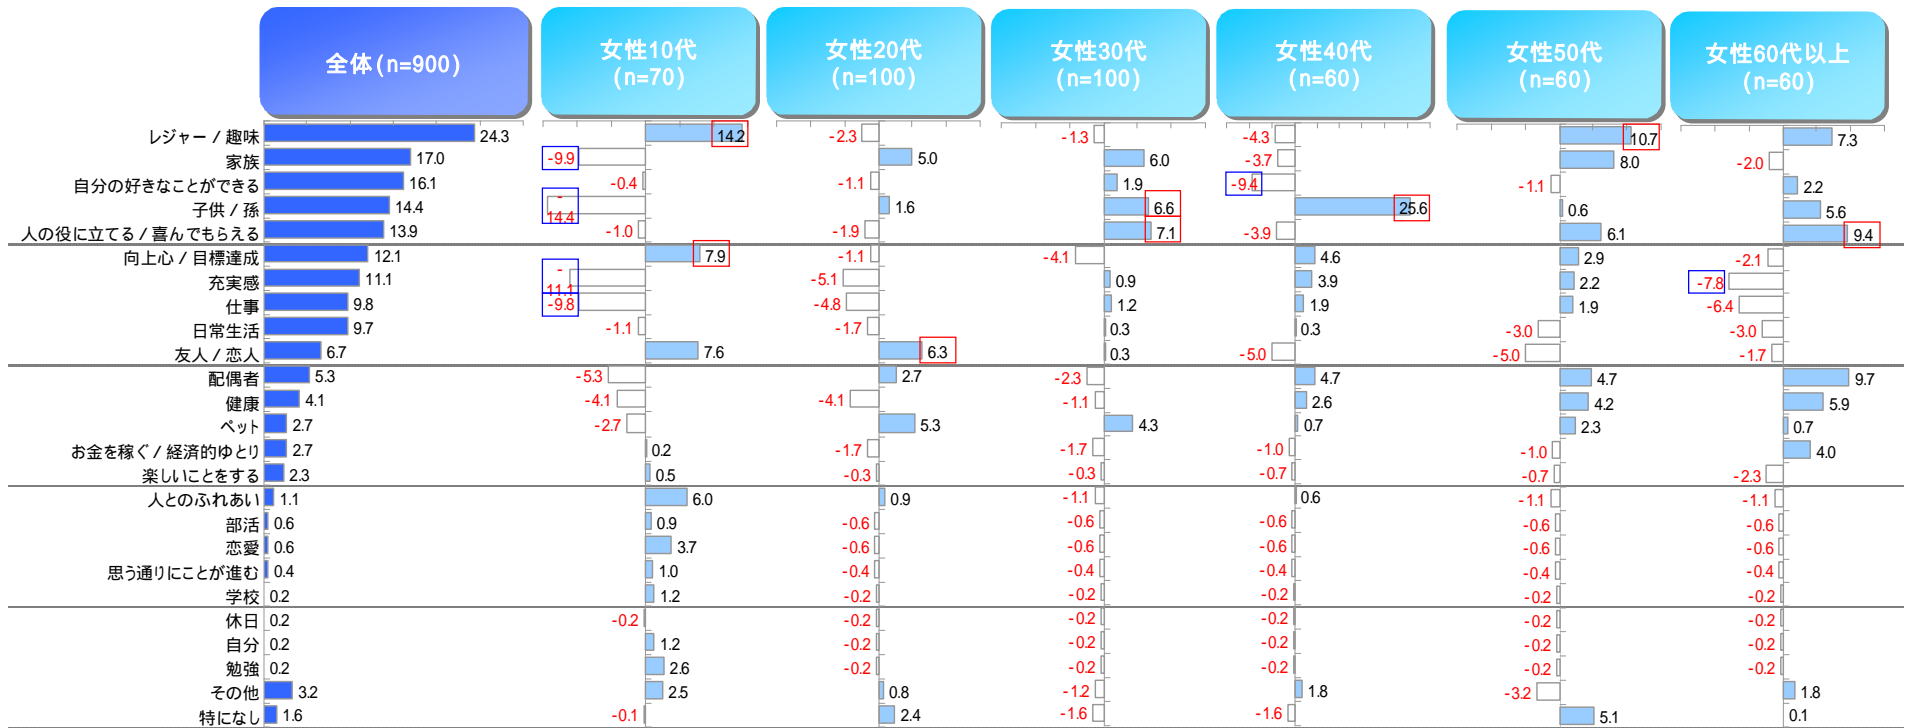 全体(n=900)
女性10代
(n=70)
女性20代
(n=100)
女性30代
(n=100)
女性40代
(n=60)
女性50代
(n=60)
女性60代以上
(n=60)
レジャー / 趣味 24.3 14.2 -2.3 -1.3 -4.3 10.7 7.3
家族 17.0 -9.9 5.0 6.0 -3.7 8.0 -2.0
自分の好きなことができる 16.1 -0.4 -1.1 1.9 -9.4 -1.1 2.2
子供 / 孫 14.4 -14.4 1.6 6.6 25.6 0.6 5.6
人の役に立てる / 喜んでもらえる 13.9 -1.0 -1.9 7.1 -3.9 6.1 9.4
向上心 / 目標達成 12.1 7.9 -1.1 -4.1 4.6 2.9 -2.1
充実感 11.1 -11.1 -5.1 0.9 3.9 2.2 -7.8
仕事 9.8 -9.8 -4.8 1.2 1.9 1.9 -6.4
日常生活 9.7 -1.1 -1.7 0.3 0.3 -3.0 -3.0
友人 / 恋人 6.7 7.6 6.3 0.3 -5.0 -5.0 -1.7
配偶者 5.3 -5.3 2.7 -2.3 4.7 4.7 9.7
健康 4.1 -4.1 -4.1 -1.1 2.6 4.2 5.9
ペット 2.7 -2.7 5.3 4.3 0.7 2.3 0.7
お金を稼ぐ / 経済的ゆとり 2.7 0.2 -1.7 -1.7 -1.0 -1.0 4.0
楽しいことをする 2.3 0.5 -0.3 -0.3 -0.7 -0.7 -2.3
人とのふれあい 1.1 6.0 0.9 -1.1 0.6 -1.1 -1.1
部活 0.6 0.9 -0.6 -0.6 -0.6 -0.6 -0.6
恋愛 0.6 3.7 -0.6 -0.6 -0.6 -0.6 -0.6
思う通りにことが進む 0.4 1.0 -0.4 -0.4 -0.4 -0.4 -0.4
学校 0.2 1.2 -0.2 -0.2 -0.2 -0.2 -0.2
休日 0.2 -0.2 -0.2 -0.2 -0.2 -0.2 -0.2
自分 0.2 1.2 -0.2 -0.2 -0.2 -0.2 -0.2
勉強 0.2 2.6 -0.2 -0.2 -0.2 -0.2 -0.2
その他 3.2 2.5 0.8 -1.2 1.8 -3.2 1.8
特になし 1.6 -0.1 2.4 -1.6 -1.6 5.1 0.1